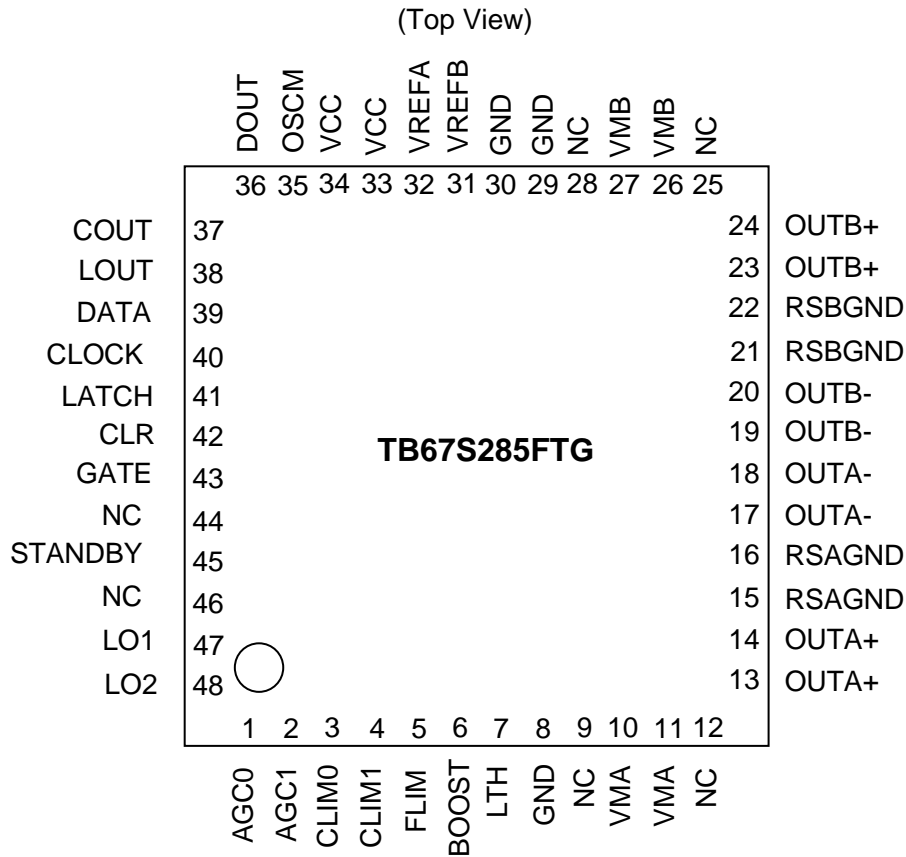 (Top View)
DOUT
OSCM
VCC
VCC
VREFA
VREFB
GND
GND
NC
VMB
VMB
NC
36 35 34 33 32 31 30 29 28 27 26 25
COUT 37
LOUT 38
DATA 39
CLOCK 40
LATCH 41
CLR 42
GATE 43
NC 44
STANDBY 45
NC 46
LO1 47
LO2 48
TB67S285FTG
24 OUTB+
23 OUTB+
22 RSBGND
21 RSBGND
20 OUTB-
19 OUTB-
18 OUTA-
17 OUTA-
16 RSAGND
15 RSAGND
14 OUTA+
13 OUTA+
1 2 3 4 5 6 7 8 9 10 11 12
AGC0
AGC1
CLIM0
CLIM1
FLIM
BOOST
LTH
GND
NC
VMA
VMA
NC